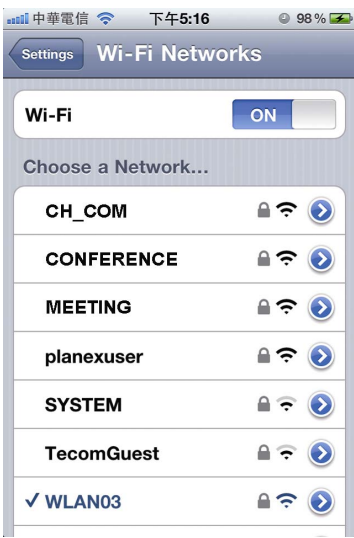 中華電信 下午5:16 98%
Settings Wi-Fi Networks
Wi-Fi ON
Choose a Network...
CH_COM
CONFERENCE
MEETING
planexuser
SYSTEM
TecomGuest
✓ WLAN03